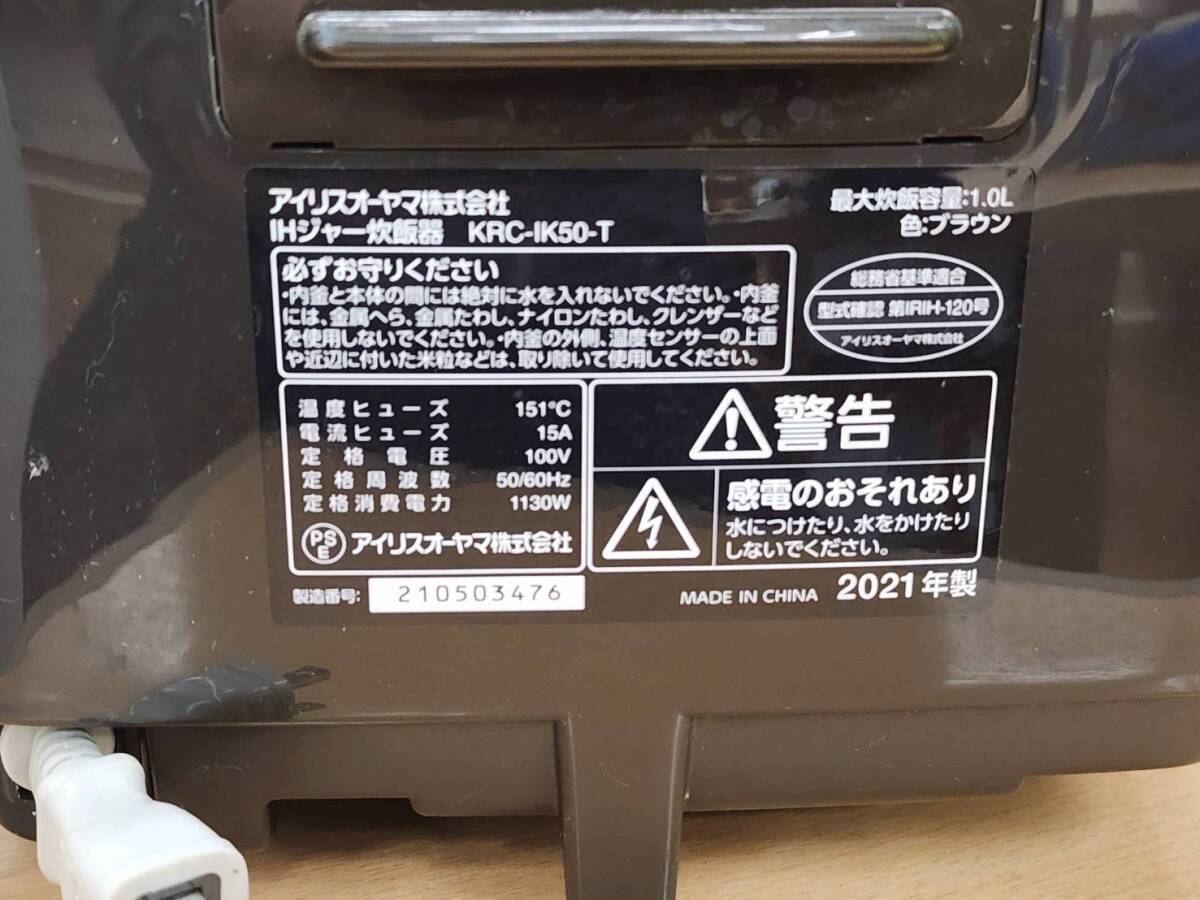 アイリスオーヤマ株式会社
IHジャー炊飯器 KRC-IK50-T
最大炊飯容量:1.0L
色:ブラウン
必ずお守りください
・内釜と本体の間には絶対に水を入れないでください。・内釜
には、金属へら、金属たわし、ナイロンたわし、クレンザーなど
を使用しないでください。・内釜の外側、温度センサーの上面
や近辺に付いた米粒などは、取り除いて使用してください。
総務省基準適合
型式確認 第IRIH-120号
アイリスオーヤマ株式会社
温度ヒューズ 151℃
電流ヒューズ 15A
定格電圧 100V
定格周波数 50/60Hz
定格消費電力 1130W
PSE アイリスオーヤマ株式会社
警告
感電のおそれあり
水につけたり、水をかけたり
しないでください。
製造番号: 210503476
MADE IN CHINA 2021年製